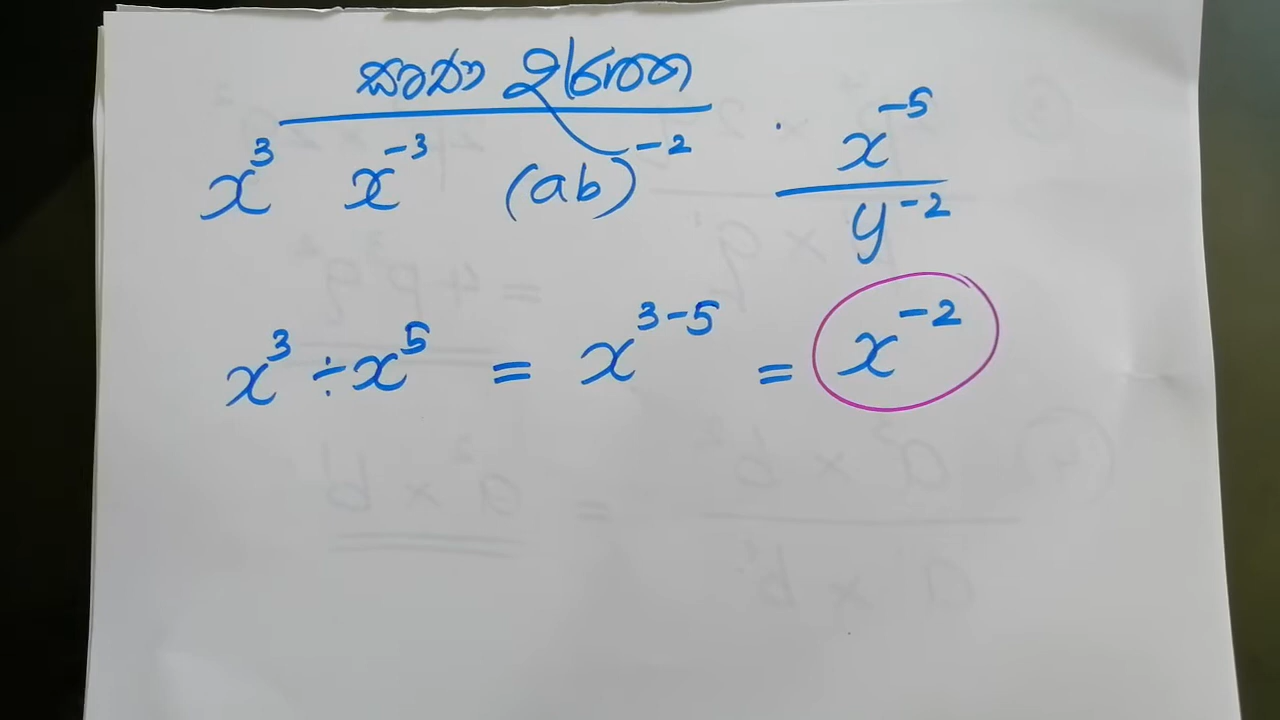 සෘණ දර්ශක
x³ x⁻³ (ab)⁻² x⁻⁵/y⁻²
x³ ÷ x⁵ = x³⁻⁵ = x⁻²